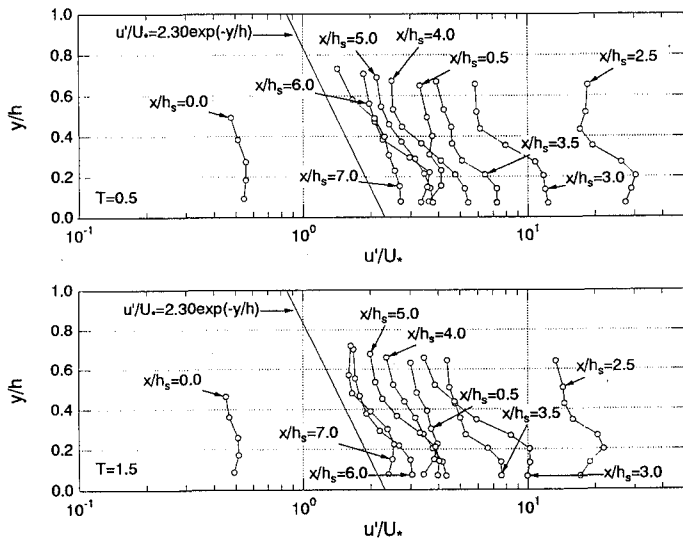 1.0
0.8
0.6
0.4
0.2
0.0
y/h
u'/U*=2.30exp(-y/h)
x/hs=5.0
x/hs=4.0
x/hs=0.5
x/hs=2.5
x/hs=6.0
x/hs=0.0
x/hs=3.5
x/hs=7.0
x/hs=3.0
T=0.5
10-1
100
101
u'/U*
1.0
0.8
0.6
0.4
0.2
0.0
y/h
u'/U*=2.30exp(-y/h)
x/hs=5.0
x/hs=4.0
x/hs=2.5
x/hs=0.0
x/hs=0.5
x/hs=3.5
x/hs=7.0
x/hs=6.0
x/hs=3.0
T=1.5
10-1
100
101
u'/U*